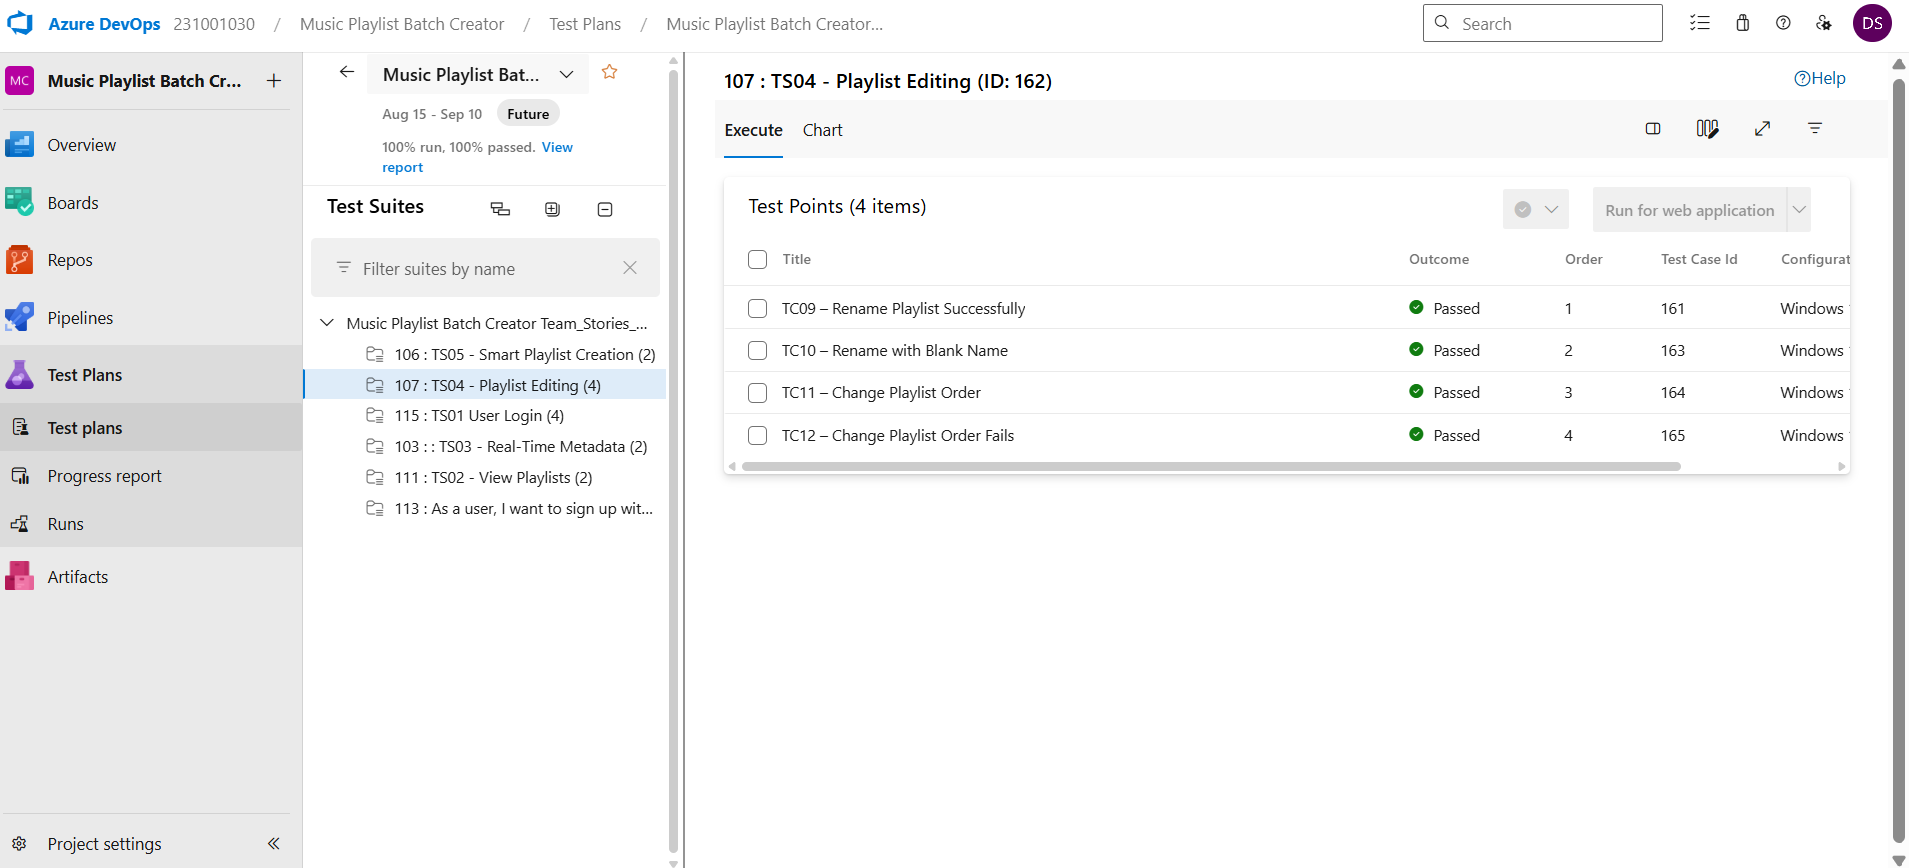 Azure DevOps 231001030 / Music Playlist Batch Creator / Test Plans / Music Playlist Batch Creator...
Search
DS
MC Music Playlist Batch Cr...
Overview
Boards
Repos
Pipelines
Test Plans
Test plans
Progress report
Runs
Artifacts
Project settings
Music Playlist Bat...
Aug 15 - Sep 10 Future
100% run, 100% passed. View
report
Test Suites
Filter suites by name
Music Playlist Batch Creator Team_Stories_...
106 : TS05 - Smart Playlist Creation (2)
107 : TS04 - Playlist Editing (4)
115 : TS01 User Login (4)
103 : : TS03 - Real-Time Metadata (2)
111 : TS02 - View Playlists (2)
113 : As a user, I want to sign up wit...
107 : TS04 - Playlist Editing (ID: 162)
Help
Execute Chart
Test Points (4 items)
Run for web application
Title Outcome Order Test Case Id Configurat
TC09 – Rename Playlist Successfully Passed 1 161 Windows
TC10 – Rename with Blank Name Passed 2 163 Windows
TC11 – Change Playlist Order Passed 3 164 Windows
TC12 – Change Playlist Order Fails Passed 4 165 Windows